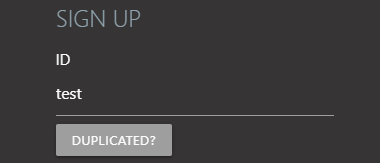 SIGN UP
ID
test
DUPLICATED?